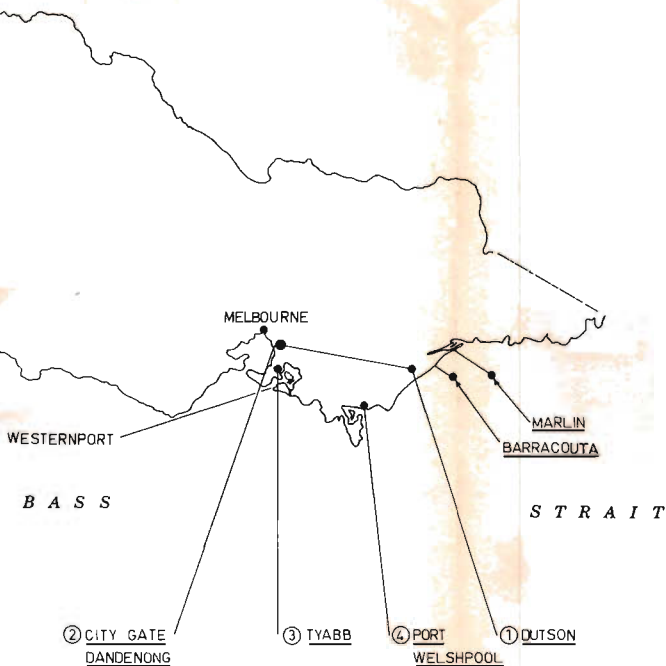 MELBOURNE
MARLIN
WESTERNPORT
BARRACOUTA
BASS
STRAIT
② CITY GATE
DANDENONG
③ TYABB
④ PORT
WELSHPOOL
① DUTSON